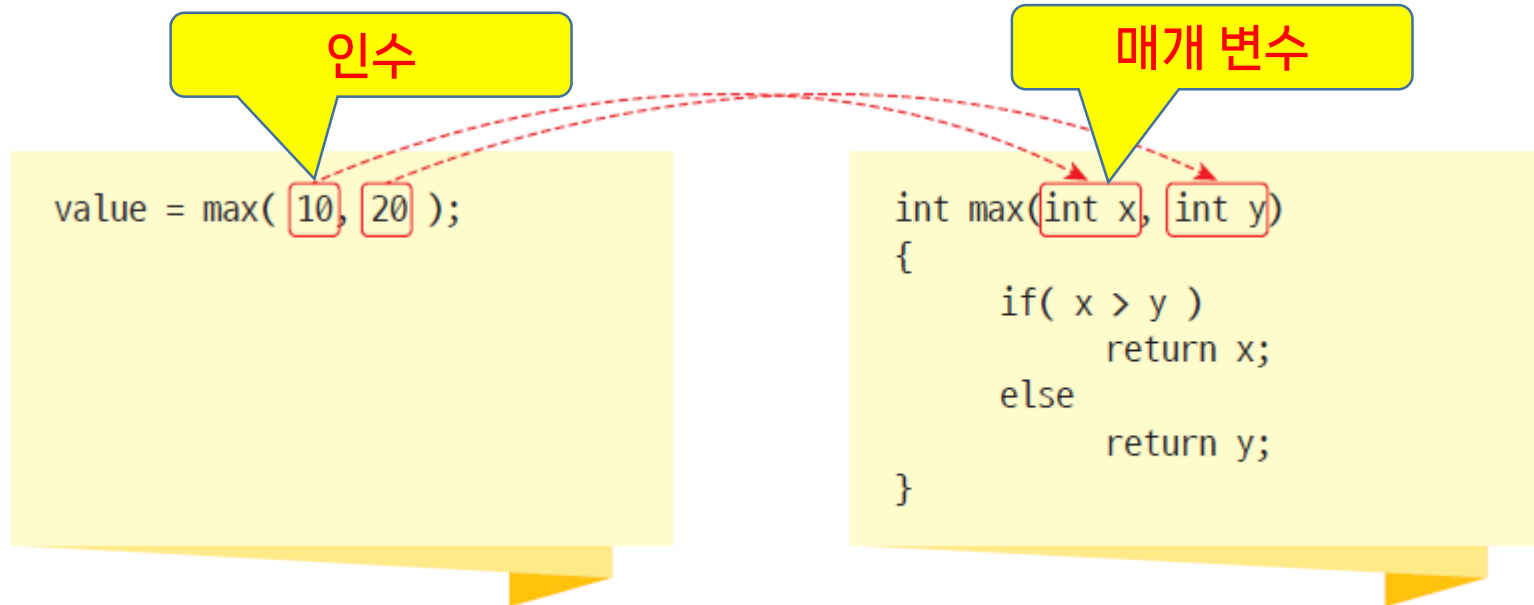 인수
매개 변수
value = max( 10, 20 );
int max(int x, int y)
{
if( x > y )
return x;
else
return y;
}